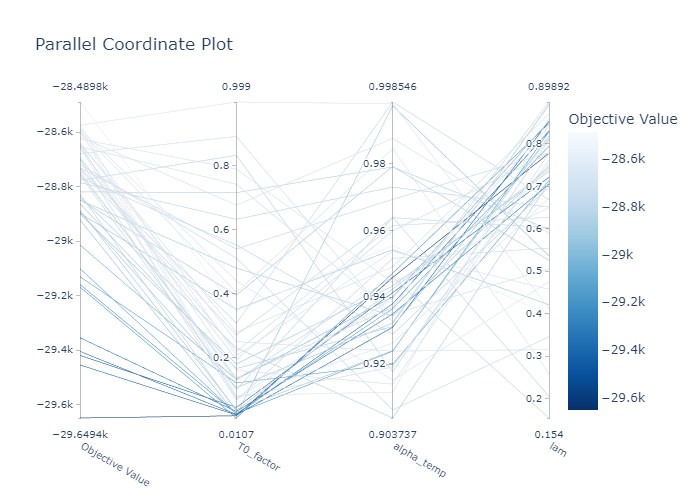 Parallel Coordinate Plot
−28.4898k 0.999 0.998546 0.89892
−28.6k
−28.8k
−29k
−29.2k
−29.4k
−29.6k
0.8
0.6
0.4
0.2
0.98
0.96
0.94
0.92
0.8
0.7
0.6
0.5
0.4
0.3
0.2
−29.6494k 0.0107 0.903737 0.154
Objective Value T0_factor alpha_temp lam
Objective Value
−28.6k
−28.8k
−29k
−29.2k
−29.4k
−29.6k